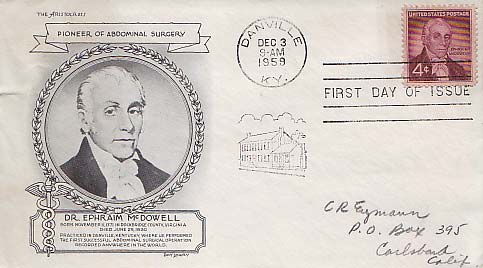 THE ARISTOCRATS
PIONEER OF ABDOMINAL SURGERY
DANVILLE
DEC 3
9-AM
1959
KY.
UNITED STATES POSTAGE
EPHRAIM
McDOWELL
4¢
FIRST DAY OF ISSUE
DR. EPHRAIM McDOWELL
BORN NOVEMBER 11, 1771 IN ROCKBRIDGE COUNTY, VIRGINIA
DIED JUNE 25, 1830
PRACTICED IN DANVILLE, KENTUCKY, WHERE HE PERFORMED
THE FIRST SUCCESSFUL ABDOMINAL SURGICAL OPERATION
RECORDED ANYWHERE IN THE WORLD.
C R Eymann
P.O. Box 395
Carlsbad
Calif.